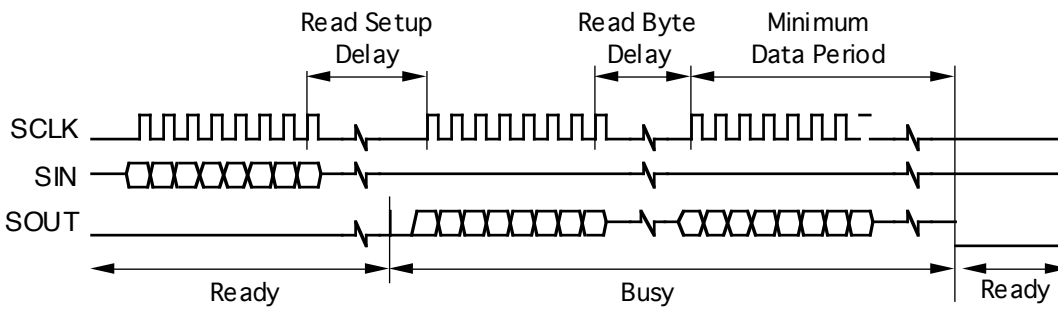 Read Setup
Delay
Read Byte
Delay
Minimum
Data Period
SCLK
SIN
SOUT
Ready
Busy
Ready